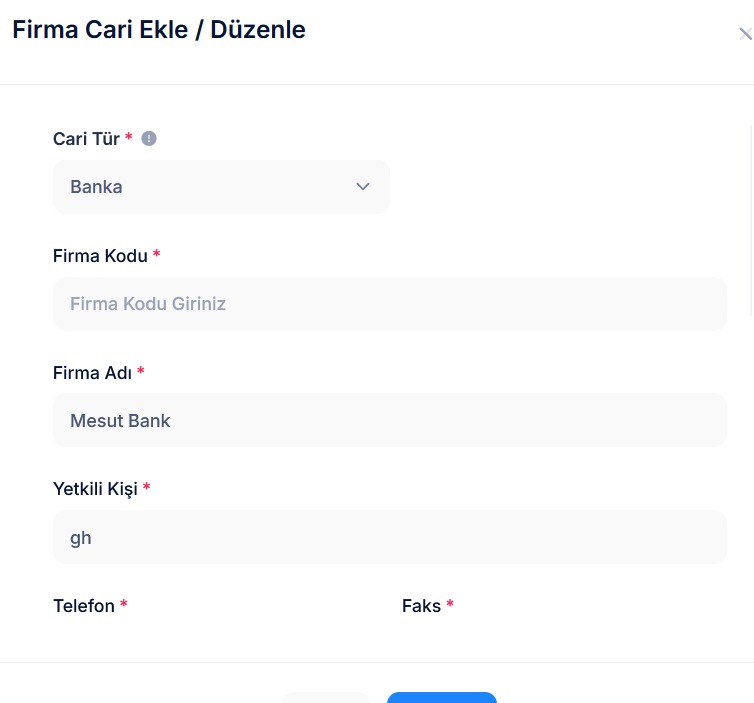 Firma Cari Ekle / Düzenle
Cari Tür *
Banka
Firma Kodu *
Firma Kodu Giriniz
Firma Adı *
Mesut Bank
Yetkili Kişi *
gh
Telefon * Faks *